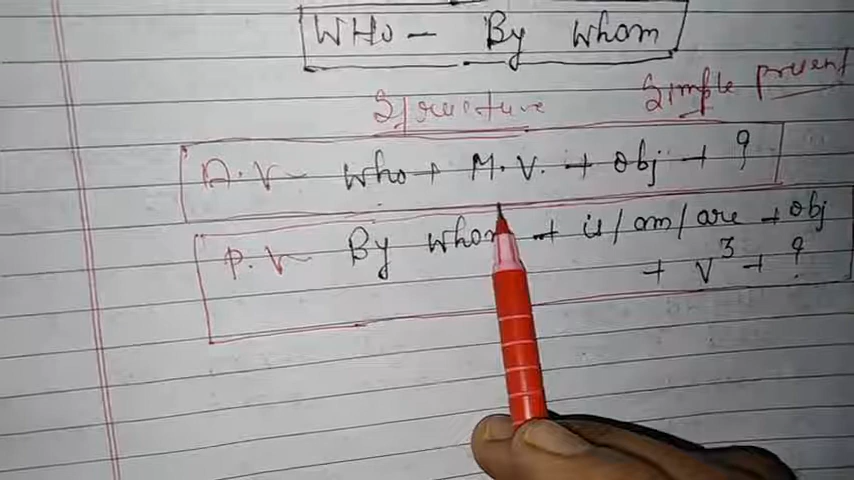 WHO - By whom
Structure Simple present
A.V - Who + M.V. + obj + ?
P.V - By whom + is/am/are + obj
+ V3 + ?